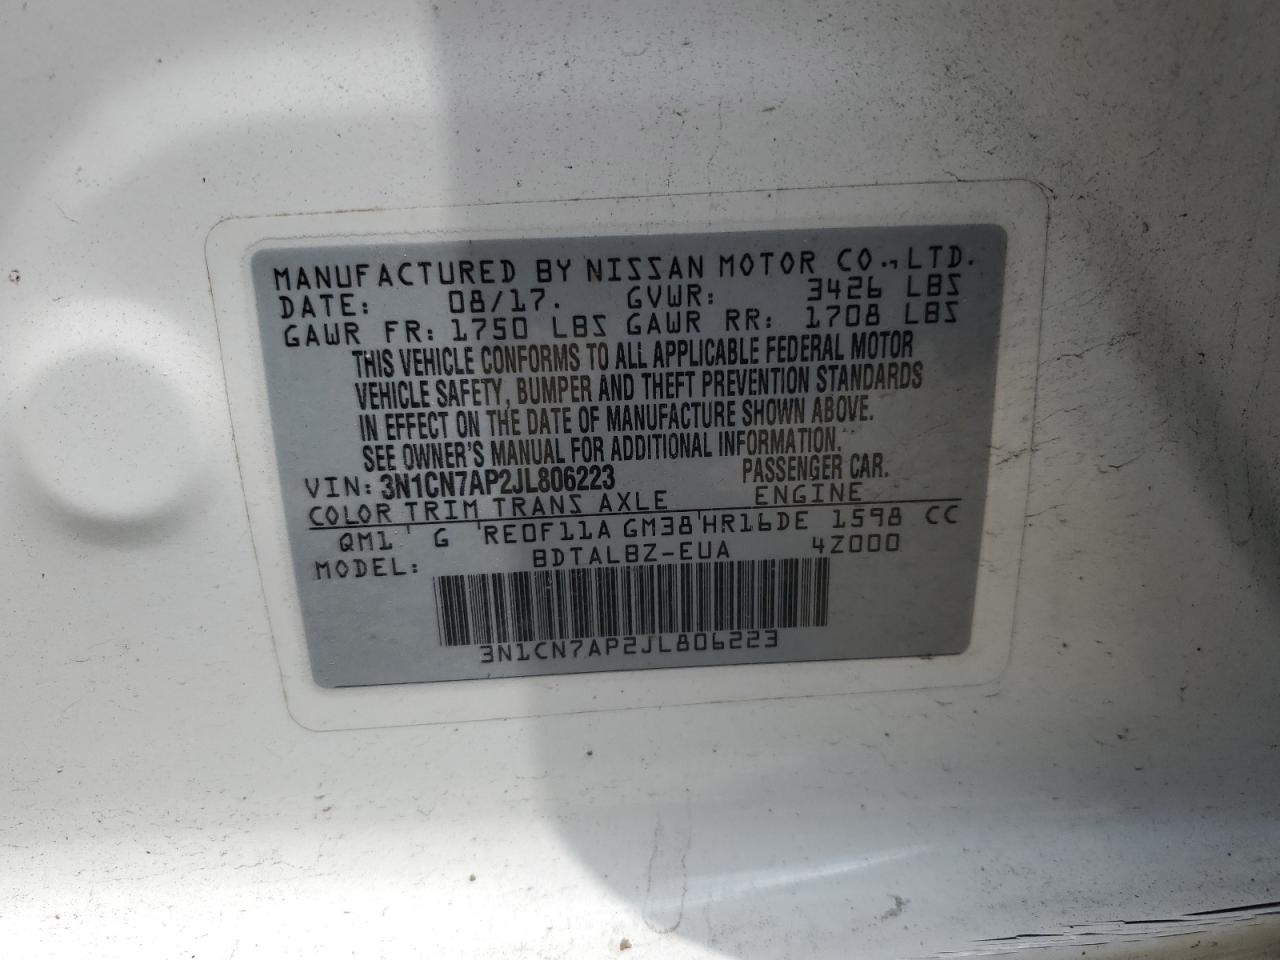 MANUFACTURED BY NISSAN MOTOR CO., LTD.
DATE: 08/17. GVWR: 3426 LBS
GAWR FR: 1750 LBS GAWR RR: 1708 LBS
THIS VEHICLE CONFORMS TO ALL APPLICABLE FEDERAL MOTOR
VEHICLE SAFETY, BUMPER AND THEFT PREVENTION STANDARDS
IN EFFECT ON THE DATE OF MANUFACTURE SHOWN ABOVE.
SEE OWNER'S MANUAL FOR ADDITIONAL INFORMATION.
VIN: 3N1CN7AP2JL806223 PASSENGER CAR.
COLOR TRIM TRANS AXLE ENGINE
QM1 G RE0F11A GM38 HR16DE 1598 CC
MODEL: BDTALBZ-EUA 4Z000
3N1CN7AP2JL806223